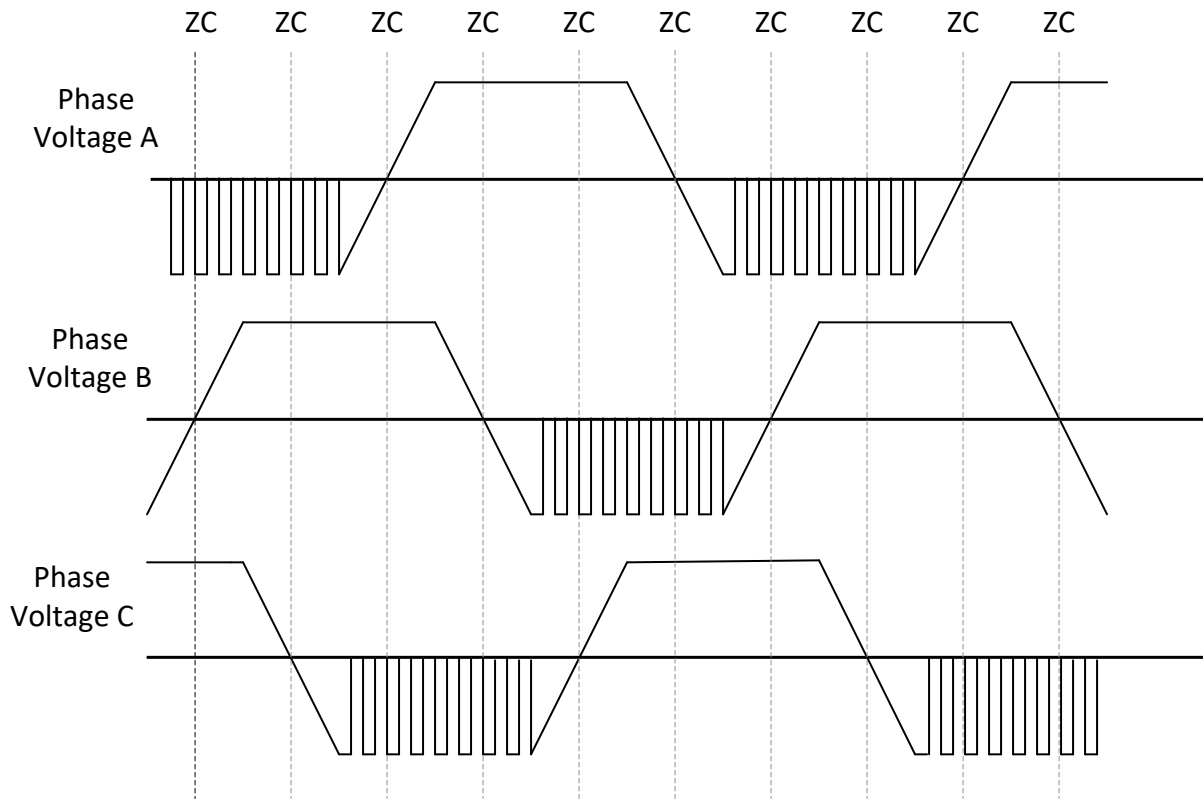 ZC ZC ZC ZC ZC ZC ZC ZC ZC ZC
Phase
Voltage A
Phase
Voltage B
Phase
Voltage C